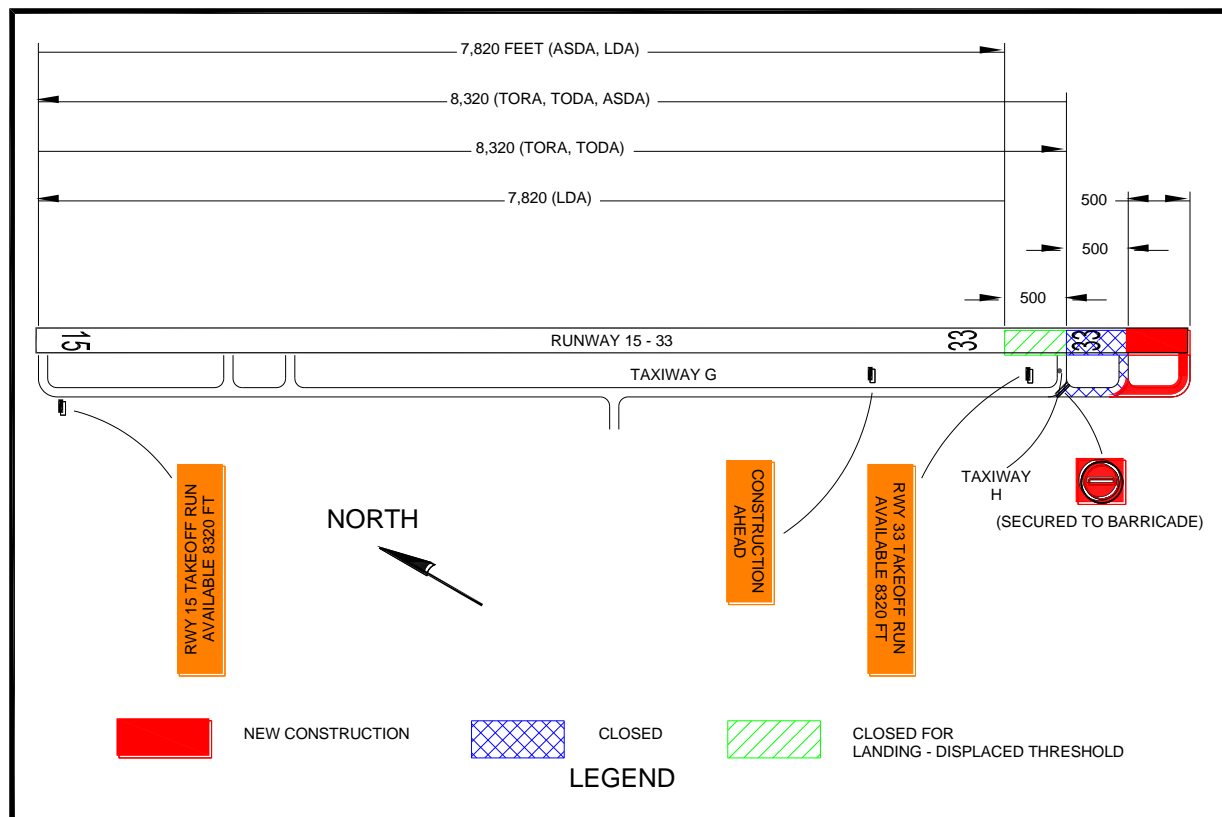 7,820 FEET (ASDA, LDA)
8,320 (TORA, TODA, ASDA)
8,320 (TORA, TODA)
7,820 (LDA)
500
500
500
15
RUNWAY 15 - 33
33
33
TAXIWAY G
RWY 15 TAKEOFF RUN
AVAILABLE 8320 FT
NORTH
CONSTRUCTION
AHEAD
RWY 33 TAKEOFF RUN
AVAILABLE 8320 FT
TAXIWAY
H
(SECURED TO BARRICADE)
NEW CONSTRUCTION
CLOSED
CLOSED FOR
LANDING - DISPLACED THRESHOLD
LEGEND